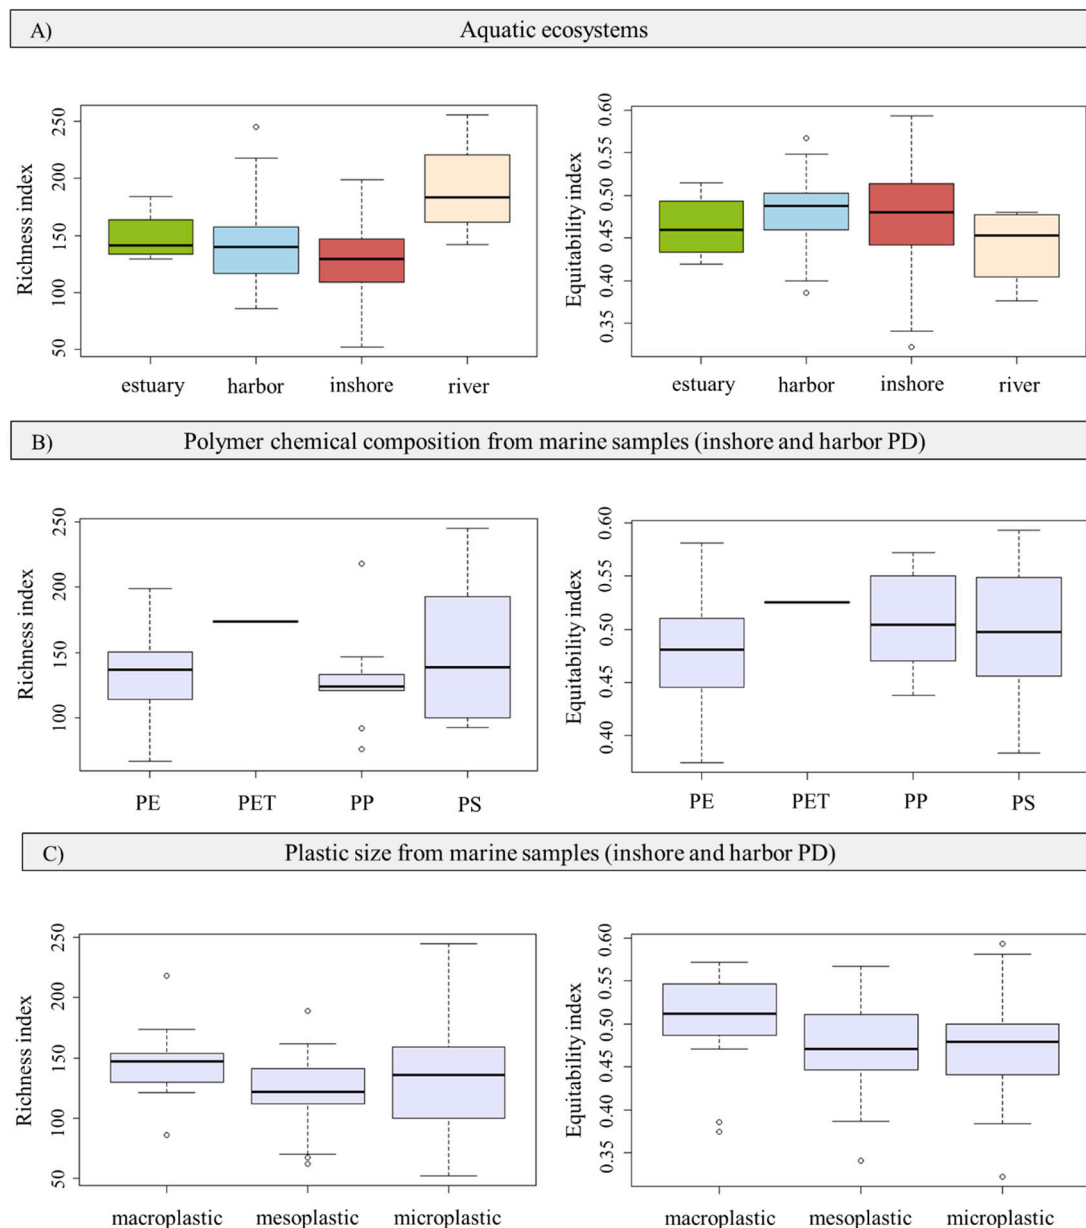 A) Aquatic ecosystems
Richness index
250
200
150
100
50
estuary harbor inshore river
Equitability index
0.60
0.55
0.50
0.45
0.40
0.35
estuary harbor inshore river
B) Polymer chemical composition from marine samples (inshore and harbor PD)
Richness index
250
200
150
100
PE PET PP PS
Equitability index
0.60
0.55
0.50
0.45
0.40
PE PET PP PS
C) Plastic size from marine samples (inshore and harbor PD)
Richness index
250
200
150
100
50
macroplastic mesoplastic microplastic
Equitability index
0.60
0.55
0.50
0.45
0.40
0.35
macroplastic mesoplastic microplastic